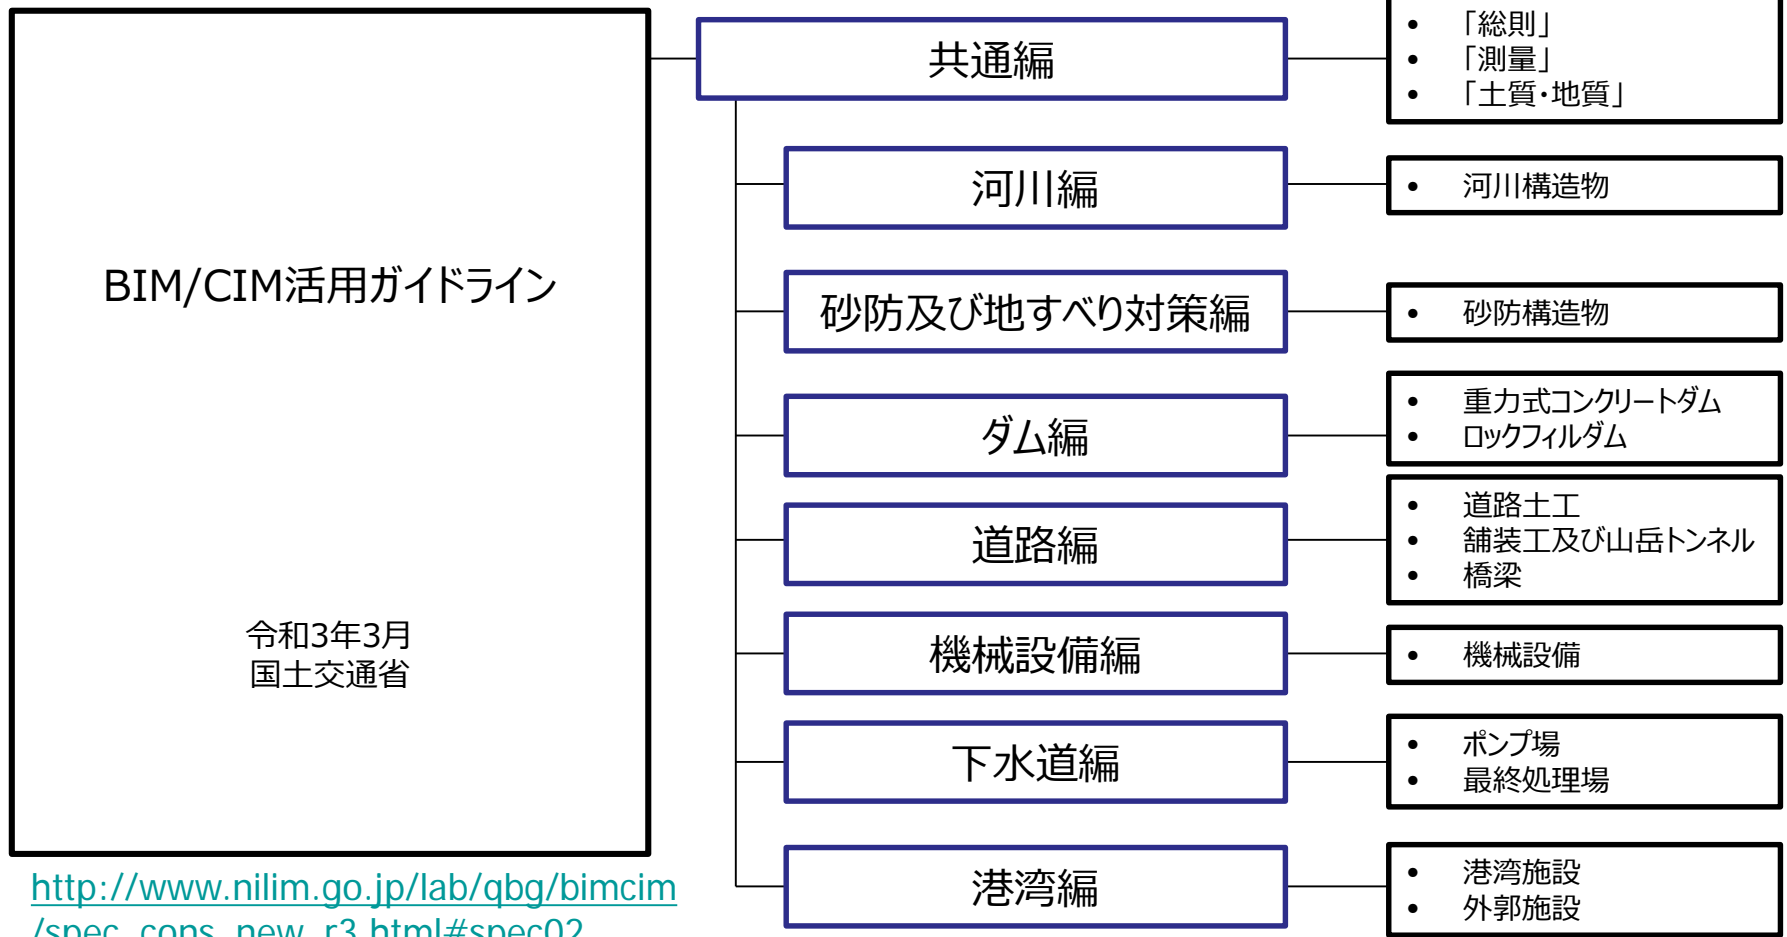 BIM/CIM活用ガイドライン
令和3年3月
国土交通省
http://www.nilim.go.jp/lab/qbg/bimcim
/spec_cons_new_r3.html#spec02
共通編
• 「総則」
• 「測量」
• 「土質・地質」
河川編
• 河川構造物
砂防及び地すべり対策編
• 砂防構造物
ダム編
• 重力式コンクリートダム
• ロックフィルダム
道路編
• 道路土工
• 舗装工及び山岳トンネル
• 橋梁
機械設備編
• 機械設備
下水道編
• ポンプ場
• 最終処理場
港湾編
• 港湾施設
• 外郭施設